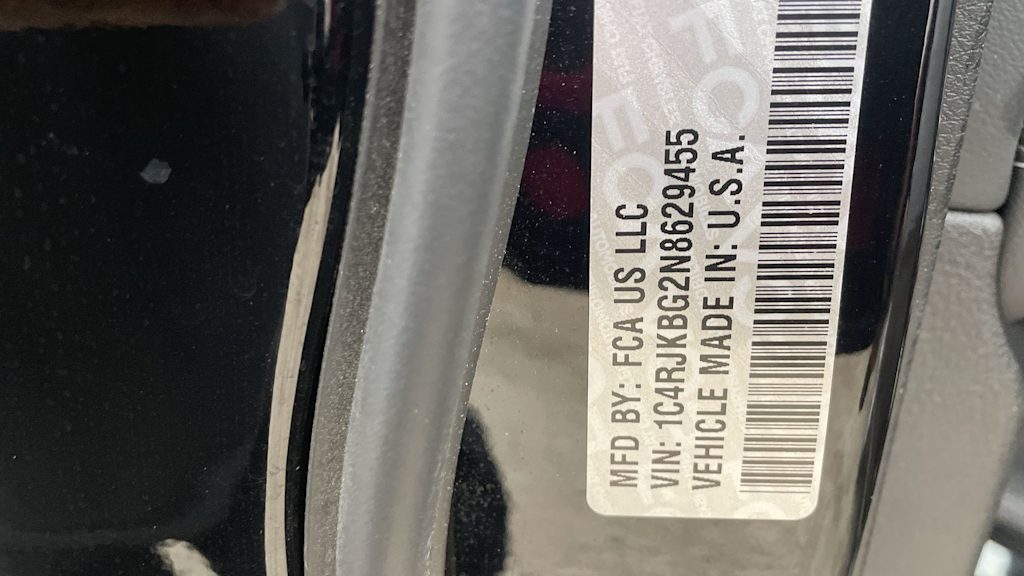 MFD BY: FCA US LLC
VIN: 1C4RJKBG2N8629455
VEHICLE MADE IN: U.S.A.